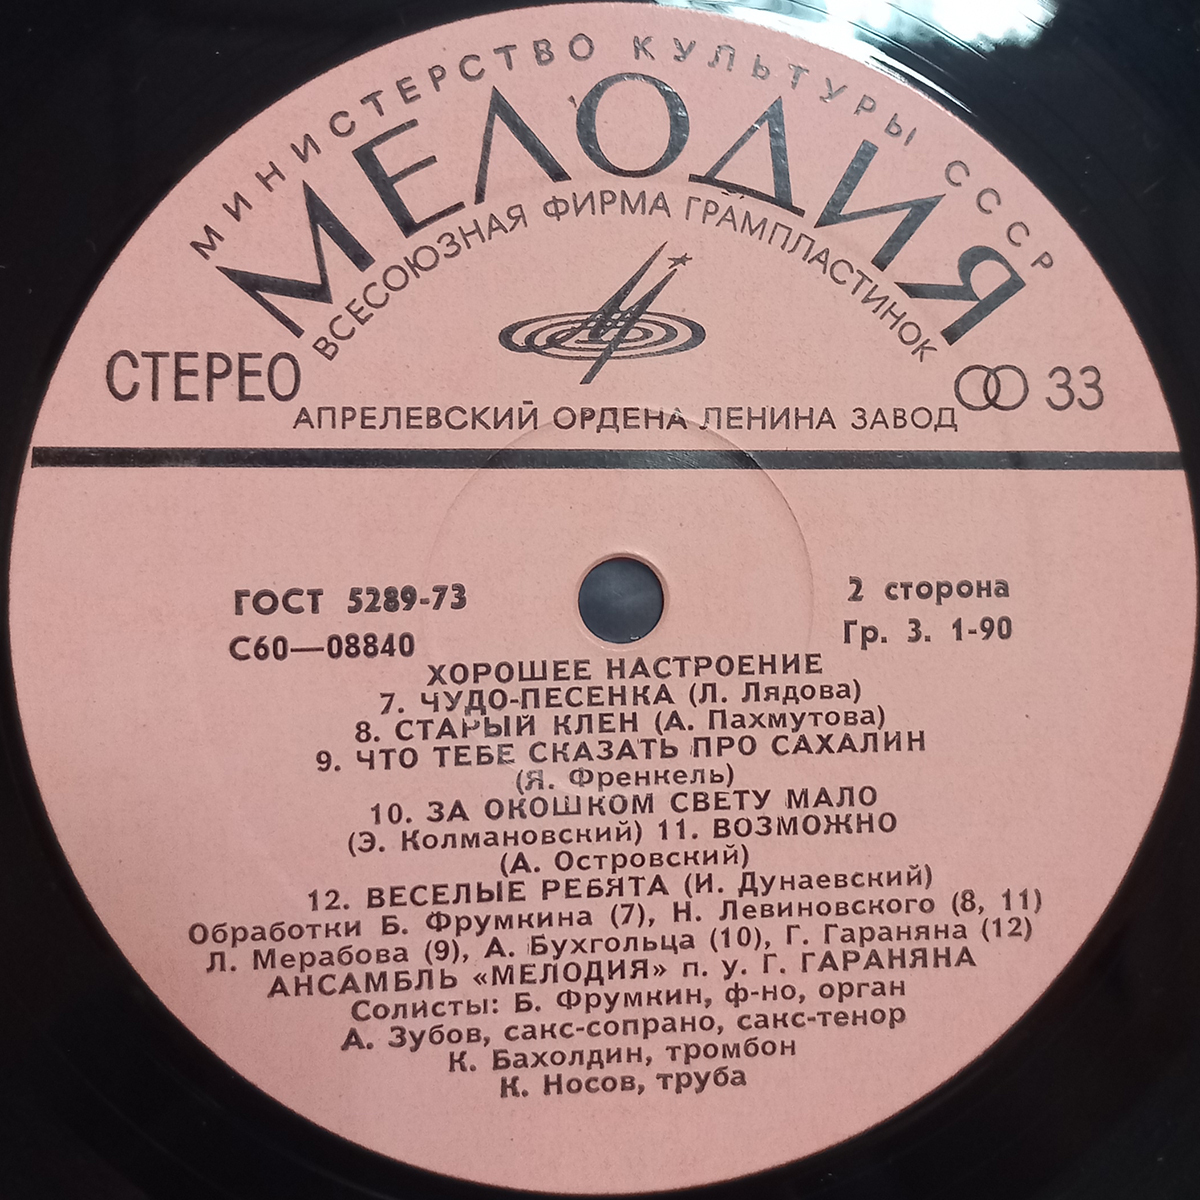 МИНИСТЕРСТВО КУЛЬТУРЫ СССР
МЕЛОДИЯ
ВСЕСОЮЗНАЯ ФИРМА ГРАМПЛАСТИНОК
СТЕРЕО
33
АПРЕЛЕВСКИЙ ОРДЕНА ЛЕНИНА ЗАВОД
ГОСТ 5289-73
2 сторона
С60—08840
Гр. 3. 1-90
ХОРОШЕЕ НАСТРОЕНИЕ
7. ЧУДО-ПЕСЕНКА (Л. Лядова)
8. СТАРЫЙ КЛЕН (А. Пахмутова)
9. ЧТО ТЕБЕ СКАЗАТЬ ПРО САХАЛИН
(Я. Френкель)
10. ЗА ОКОШКОМ СВЕТУ МАЛО
(Э. Колмановский) 11. ВОЗМОЖНО
(А. Островский)
12. ВЕСЕЛЫЕ РЕБЯТА (И. Дунаевский)
Обработки Б. Фрумкина (7), Н. Левиновского (8, 11)
Л. Мерабова (9), А. Бухгольца (10), Г. Гараняна (12)
АНСАМБЛЬ «МЕЛОДИЯ» п. у. Г. ГАРАНЯНА
Солисты: Б. Фрумкин, ф-но, орган
А. Зубов, сакс-сопрано, сакс-тенор
К. Бахолдин, тромбон
К. Носов, труба